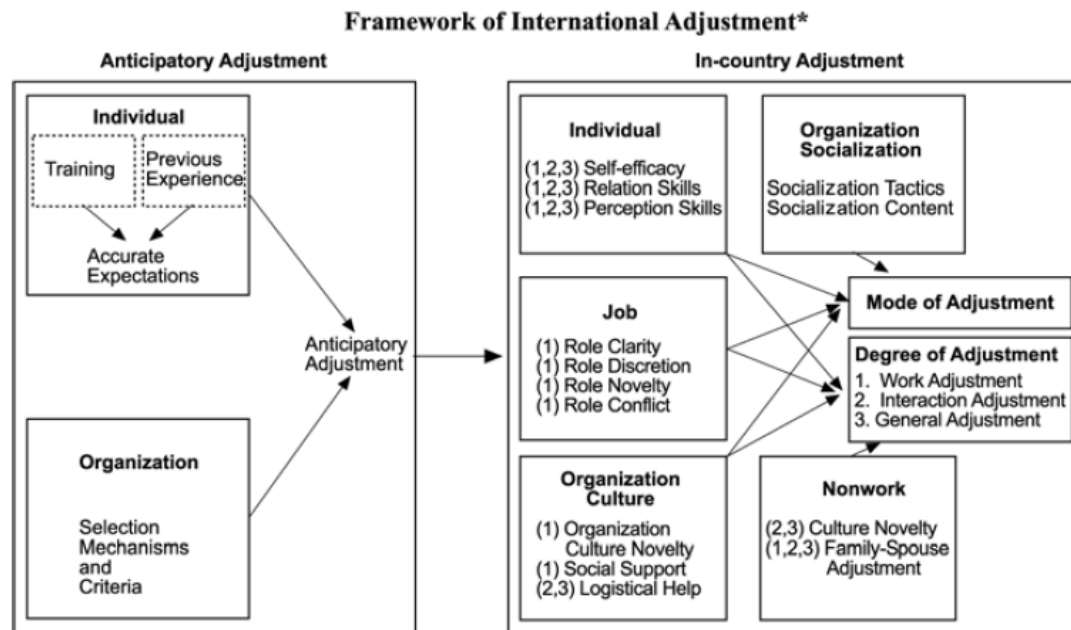 Framework of International Adjustment*
Anticipatory Adjustment
Individual
Training
Previous
Experience
Accurate
Expectations
Anticipatory
Adjustment
Organization
Selection
Mechanisms
and
Criteria
In-country Adjustment
Individual
(1,2,3) Self-efficacy
(1,2,3) Relation Skills
(1,2,3) Perception Skills
Organization
Socialization
Socialization Tactics
Socialization Content
Job
(1) Role Clarity
(1) Role Discretion
(1) Role Novelty
(1) Role Conflict
Mode of Adjustment
Degree of Adjustment
1. Work Adjustment
2. Interaction Adjustment
3. General Adjustment
Organization
Culture
(1) Organization
Culture Novelty
(1) Social Support
(2,3) Logistical Help
Nonwork
(2,3) Culture Novelty
(1,2,3) Family-Spouse
Adjustment